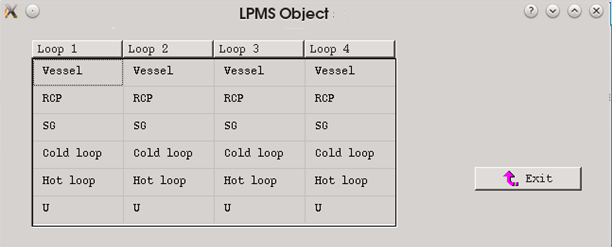 LPMS Object
Loop 1 Loop 2 Loop 3 Loop 4
Vessel Vessel Vessel Vessel
RCP RCP RCP RCP
SG SG SG SG
Cold loop Cold loop Cold loop Cold loop
Hot loop Hot loop Hot loop Hot loop
U U U U
Exit